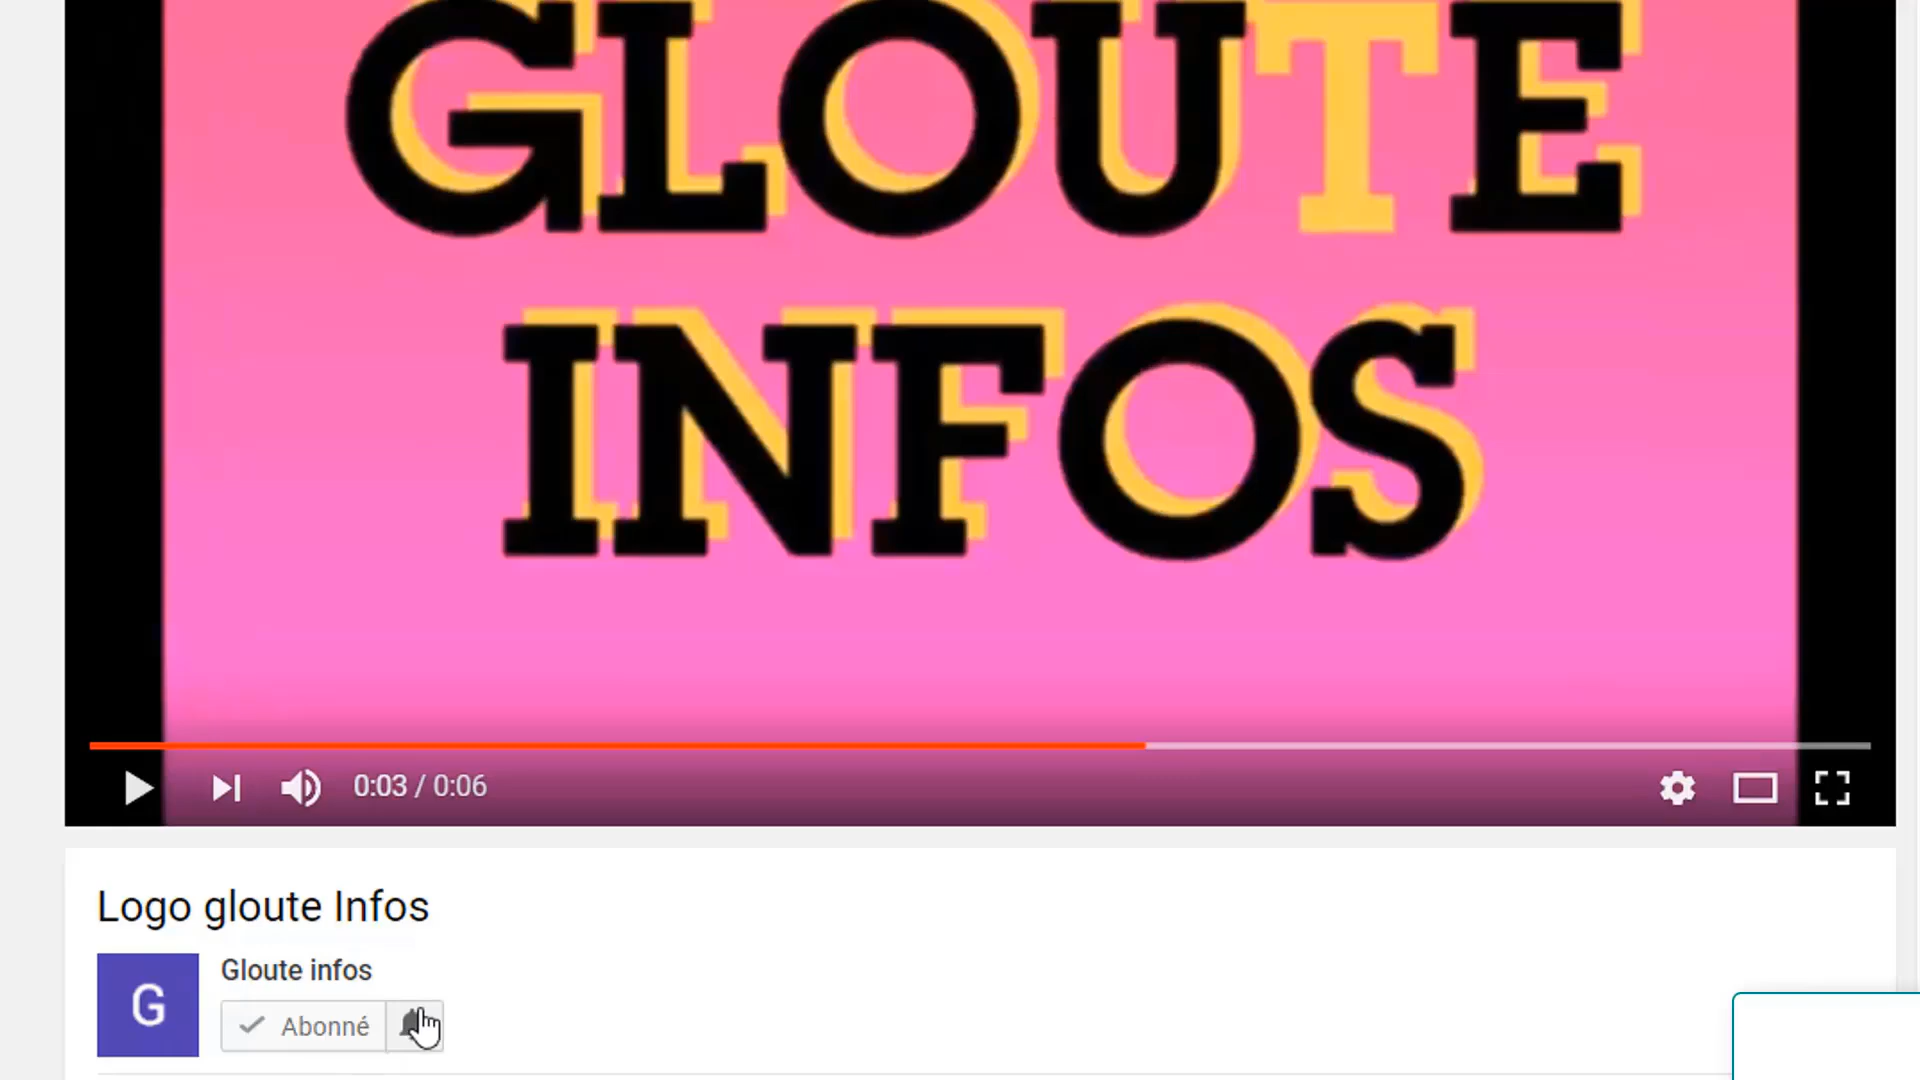 GLOUTE
INFOS
0:03 / 0:06
Logo gloute Infos
G
Gloute infos
Abonné